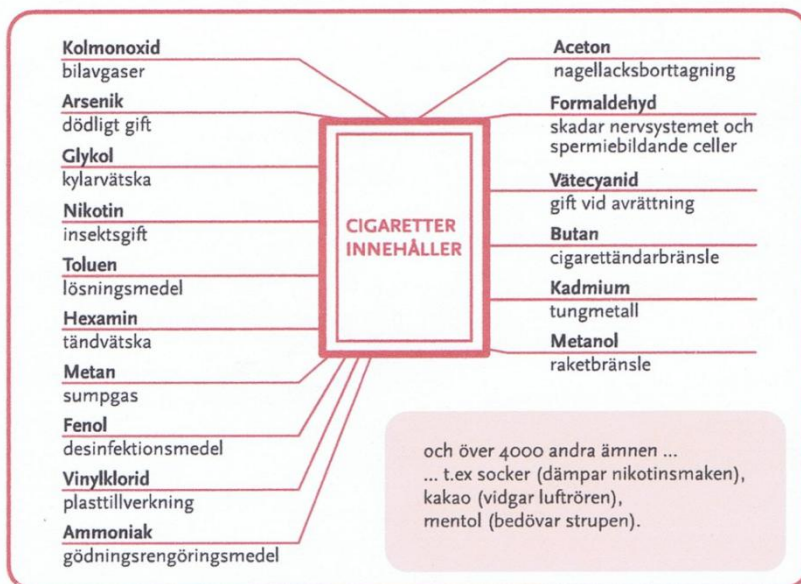 Kolmonoxid
bilavgaser
Arsenik
dödligt gift
Glykol
kylarvätska
Nikotin
insektsgift
Toluen
lösningsmedel
Hexamin
tändvätska
Metan
sumpgas
Fenol
desinfektionsmedel
Vinylklorid
plasttillverkning
Ammoniak
gödningsrengöringsmedel
CIGARETTER
INNEHÅLLER
Aceton
nagellacksborttagning
Formaldehyd
skadar nervsystemet och
spermiebildande celler
Vätecyanid
gift vid avrättning
Butan
cigarettändarbränsle
Kadmium
tungmetall
Metanol
raketbränsle
och över 4000 andra ämnen ...
... t.ex socker (dämpar nikotinsmaken),
kakao (vidgar luftrören),
mentol (bedövar strupen).